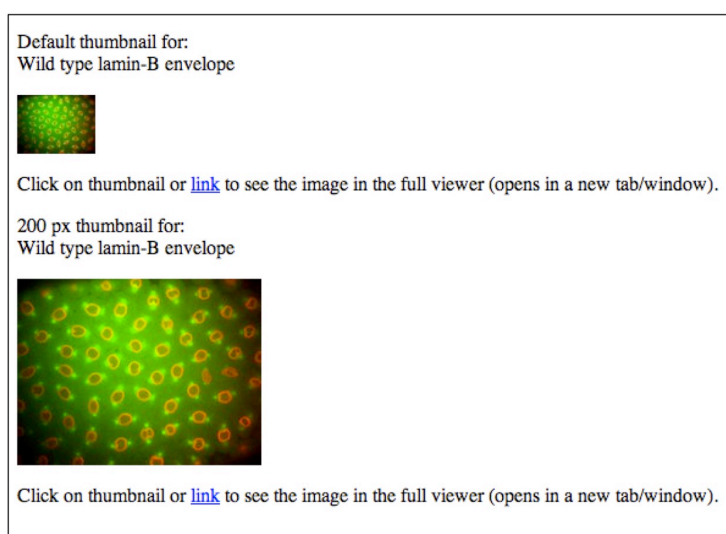 Default thumbnail for:
Wild type lamin-B envelope
Click on thumbnail or link to see the image in the full viewer (opens in a new tab/window).
200 px thumbnail for:
Wild type lamin-B envelope
Click on thumbnail or link to see the image in the full viewer (opens in a new tab/window).